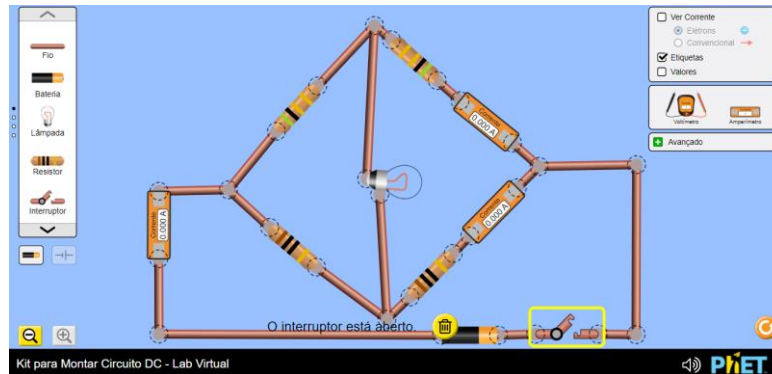 Fio
Bateria
Lâmpada
Resistor
Interruptor
Ver Corrente
Elétrons
Convencional
Etiquetas
Valores
Voltímetro
Amperímetro
Avançado
Corrente
0.000 A
Corrente
0.000 A
Corrente
0.000 A
O interruptor está aberto.
Kit para Montar Circuito DC - Lab Virtual
PhET